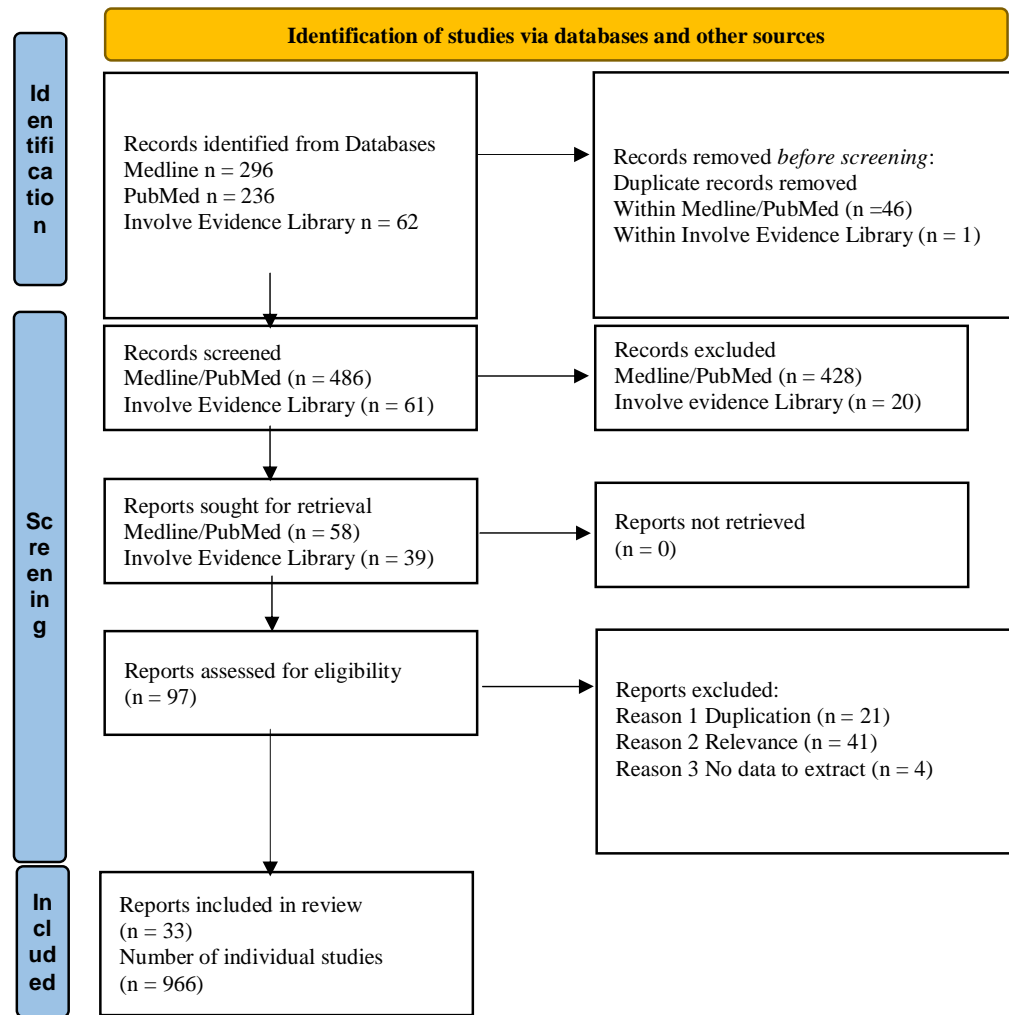 Identification of studies via databases and other sources
Id
en
tifi
ca
tio
n
Records identified from Databases
Medline n = 296
PubMed n = 236
Involve Evidence Library n = 62
Records removed before screening:
Duplicate records removed
Within Medline/PubMed (n =46)
Within Involve Evidence Library (n = 1)
Sc
re
en
in
g
Records screened
Medline/PubMed (n = 486)
Involve Evidence Library (n = 61)
Records excluded
Medline/PubMed (n = 428)
Involve evidence Library (n = 20)
Reports sought for retrieval
Medline/PubMed (n = 58)
Involve Evidence Library (n = 39)
Reports not retrieved
(n = 0)
Reports assessed for eligibility
(n = 97)
Reports excluded:
Reason 1 Duplication (n = 21)
Reason 2 Relevance (n = 41)
Reason 3 No data to extract (n = 4)
In
cl
ud
ed
Reports included in review
(n = 33)
Number of individual studies
(n = 966)